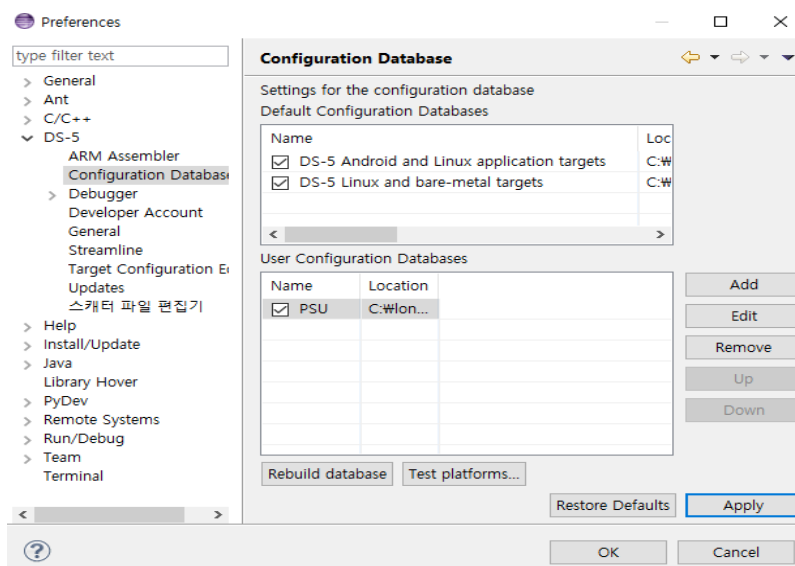 Preferences
type filter text
General
Ant
C/C++
DS-5
ARM Assembler
Configuration Databas
Debugger
Developer Account
General
Streamline
Target Configuration E
Updates
스캐터 파일 편집기
Help
Install/Update
Java
Library Hover
PyDev
Remote Systems
Run/Debug
Team
Terminal
Configuration Database
Settings for the configuration database
Default Configuration Databases
Name Loc
DS-5 Android and Linux application targets C:₩
DS-5 Linux and bare-metal targets C:₩
User Configuration Databases
Name Location
PSU C:₩lon...
Add
Edit
Remove
Up
Down
Rebuild database Test platforms...
Restore Defaults Apply
? OK Cancel